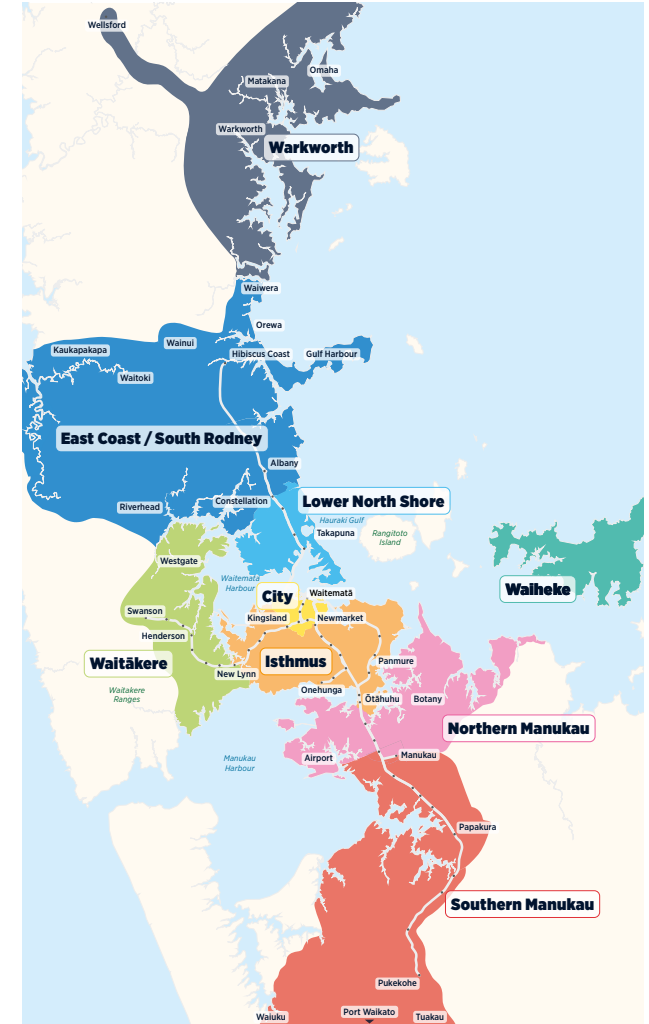 Wellsford
Omaha
Matakana
Warkworth
Warkworth
Waiwera
Orewa
Wainui
Kaukapakapa
Hibiscus Coast
Gulf Harbour
Waitoki
East Coast / South Rodney
Albany
Constellation
Lower North Shore
Riverhead
Hauraki Gulf
Takapuna
Rangitoto
Island
Westgate
Waitematā
Harbour
Waiheke
City
Waitematā
Swanson
Kingsland
Newmarket
Henderson
Waitākere
Isthmus
Panmure
New Lynn
Onehunga
Waitakere
Ranges
Ōtāhuhu
Botany
Northern Manukau
Manukau
Harbour
Airport
Manukau
Papakura
Southern Manukau
Pukekohe
Waiuku
Port Waikato
Tuakau